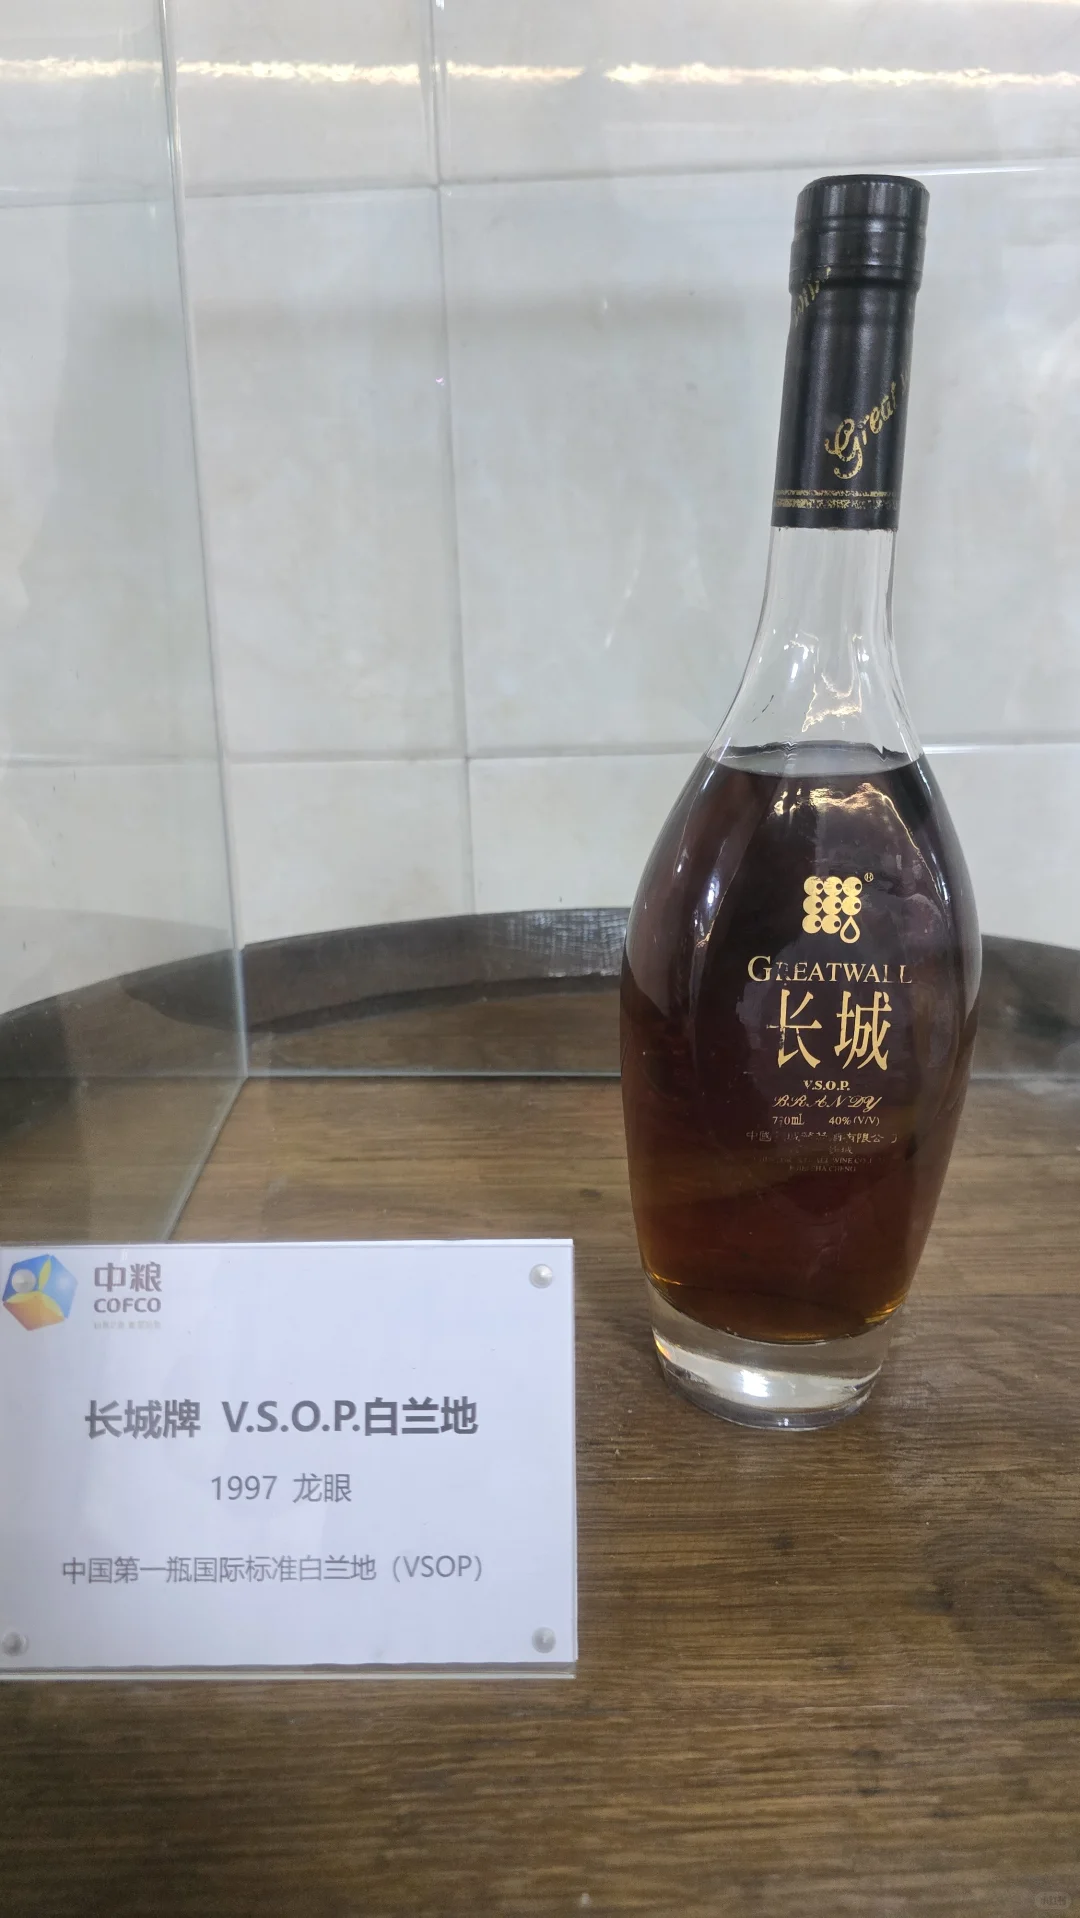 Great
GREATWALL
长城
V.S.O.P.
BRANDY
40%(V/V)
中粮
COFCO
长城牌 V.S.O.P.白兰地
1997 龙眼
中国第一瓶国际标准白兰地（VSOP）